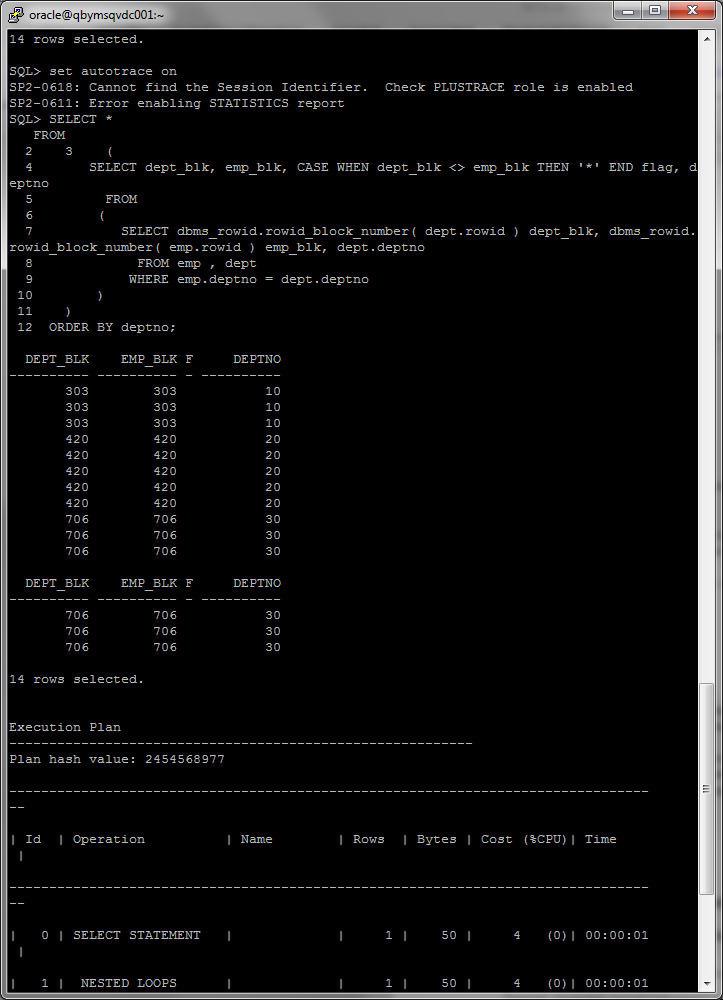 oracle@qbymsqvdc001:~
14 rows selected.
SQL> set autotrace on
SP2-0618: Cannot find the Session Identifier.  Check PLUSTRACE role is enabled
SP2-0611: Error enabling STATISTICS report
SQL> SELECT *
   FROM
  2    3    (
  4       SELECT dept_blk, emp_blk, CASE WHEN dept_blk <> emp_blk THEN '*' END flag, d
eptno
  5         FROM
  6        (
  7           SELECT dbms_rowid.rowid_block_number( dept.rowid ) dept_blk, dbms_rowid.
rowid_block_number( emp.rowid ) emp_blk, dept.deptno
  8             FROM emp , dept
  9            WHERE emp.deptno = dept.deptno
 10        )
 11    )
 12  ORDER BY deptno;
  DEPT_BLK    EMP_BLK F     DEPTNO
---------- ---------- - ----------
       303        303           10
       303        303           10
       303        303           10
       420        420           20
       420        420           20
       420        420           20
       420        420           20
       420        420           20
       706        706           30
       706        706           30
       706        706           30
  DEPT_BLK    EMP_BLK F     DEPTNO
---------- ---------- - ----------
       706        706           30
       706        706           30
       706        706           30
14 rows selected.
Execution Plan
----------------------------------------------------------
Plan hash value: 2454568977
--------------------------------------------------------------------------------
--
| Id  | Operation          | Name        | Rows  | Bytes | Cost (%CPU)| Time
 |
--------------------------------------------------------------------------------
--
|   0 | SELECT STATEMENT   |             |     1 |    50 |     4   (0)| 00:00:01
 |
|   1 |  NESTED LOOPS      |             |     1 |    50 |     4   (0)| 00:00:01